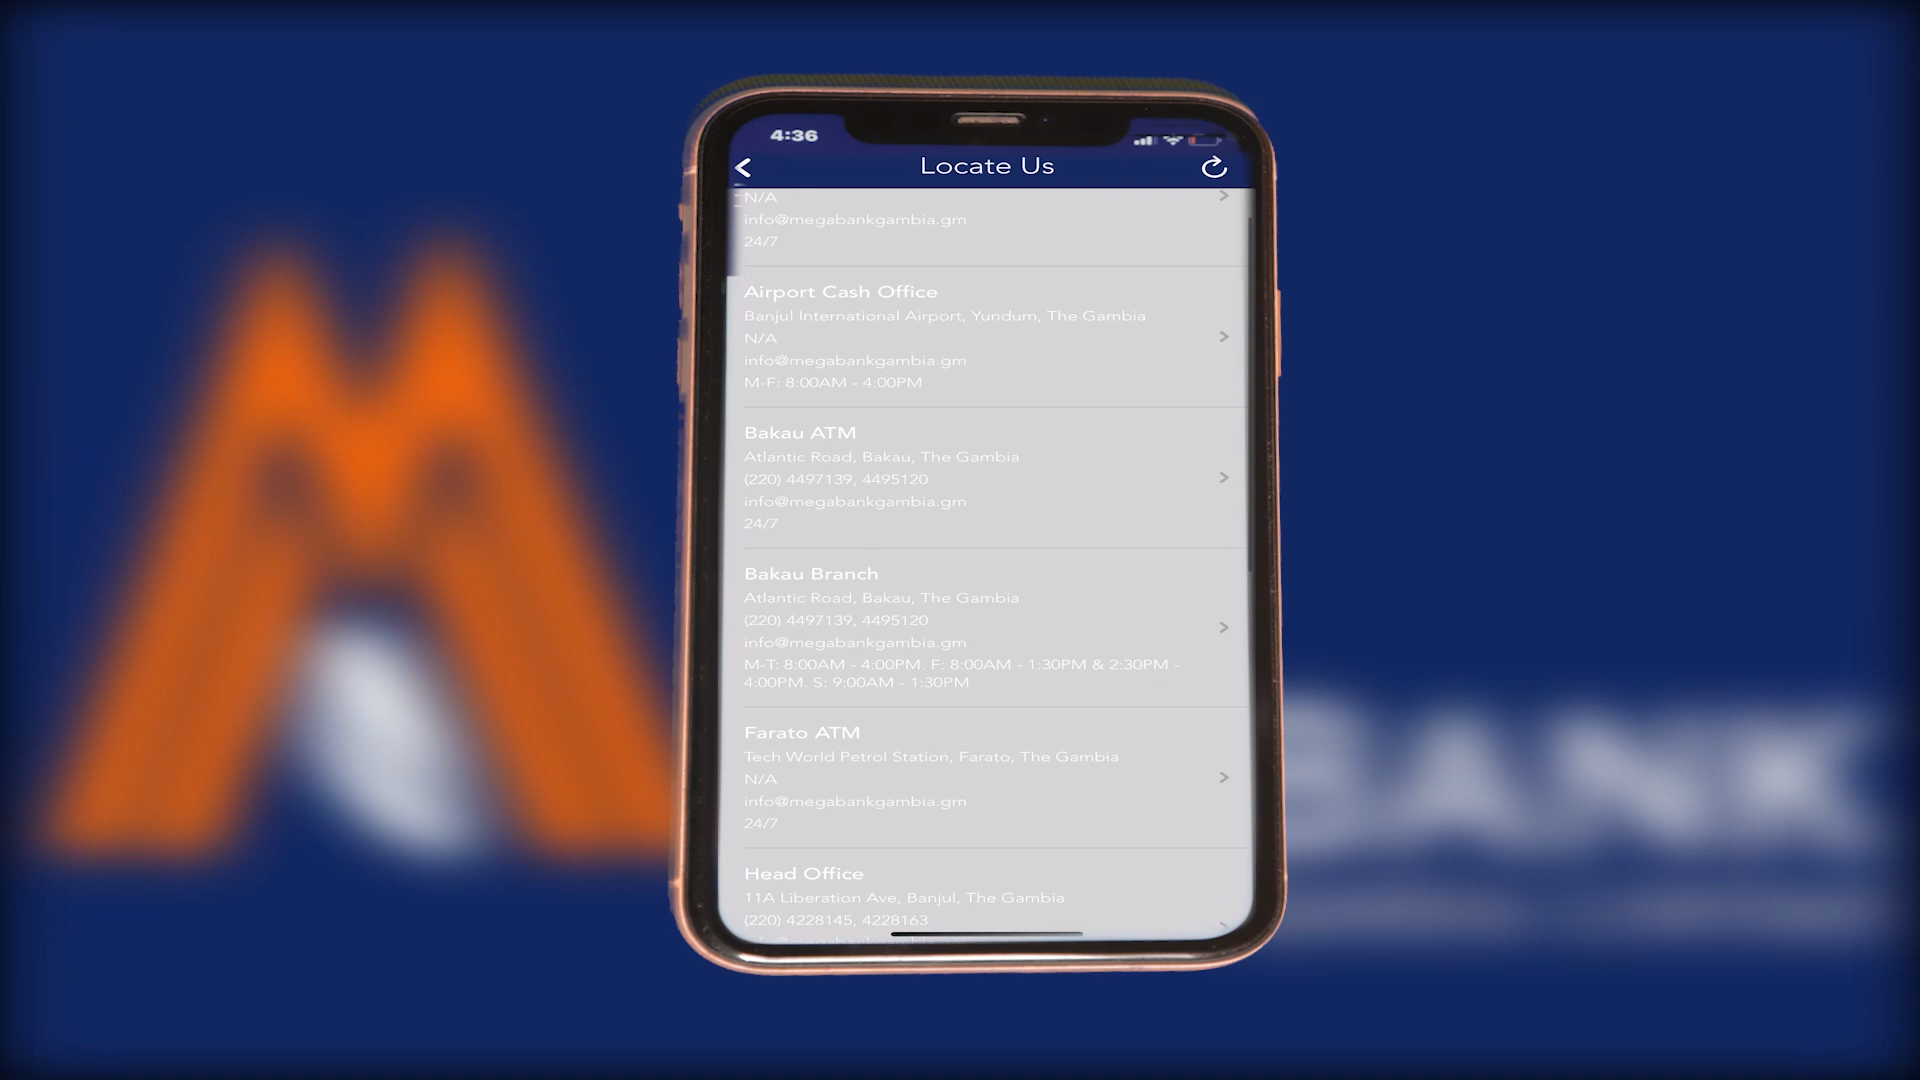 4:36
Locate Us
N/A
info@megabankgambia.gm
24/7
Airport Cash Office
Banjul International Airport, Yundum, The Gambia
N/A
info@megabankgambia.gm
M-F: 8:00AM - 4:00PM
Bakau ATM
Atlantic Road, Bakau, The Gambia
(220) 4497139, 4495120
info@megabankgambia.gm
24/7
Bakau Branch
Atlantic Road, Bakau, The Gambia
(220) 4497139, 4495120
info@megabankgambia.gm
M-T: 8:00AM - 4:00PM. F: 8:00AM - 1:30PM & 2:30PM -
4:00PM. S: 9:00AM - 1:30PM
Farato ATM
Tech World Petrol Station, Farato, The Gambia
N/A
info@megabankgambia.gm
24/7
Head Office
11A Liberation Ave, Banjul, The Gambia
(220) 4228145, 4228163
BANK